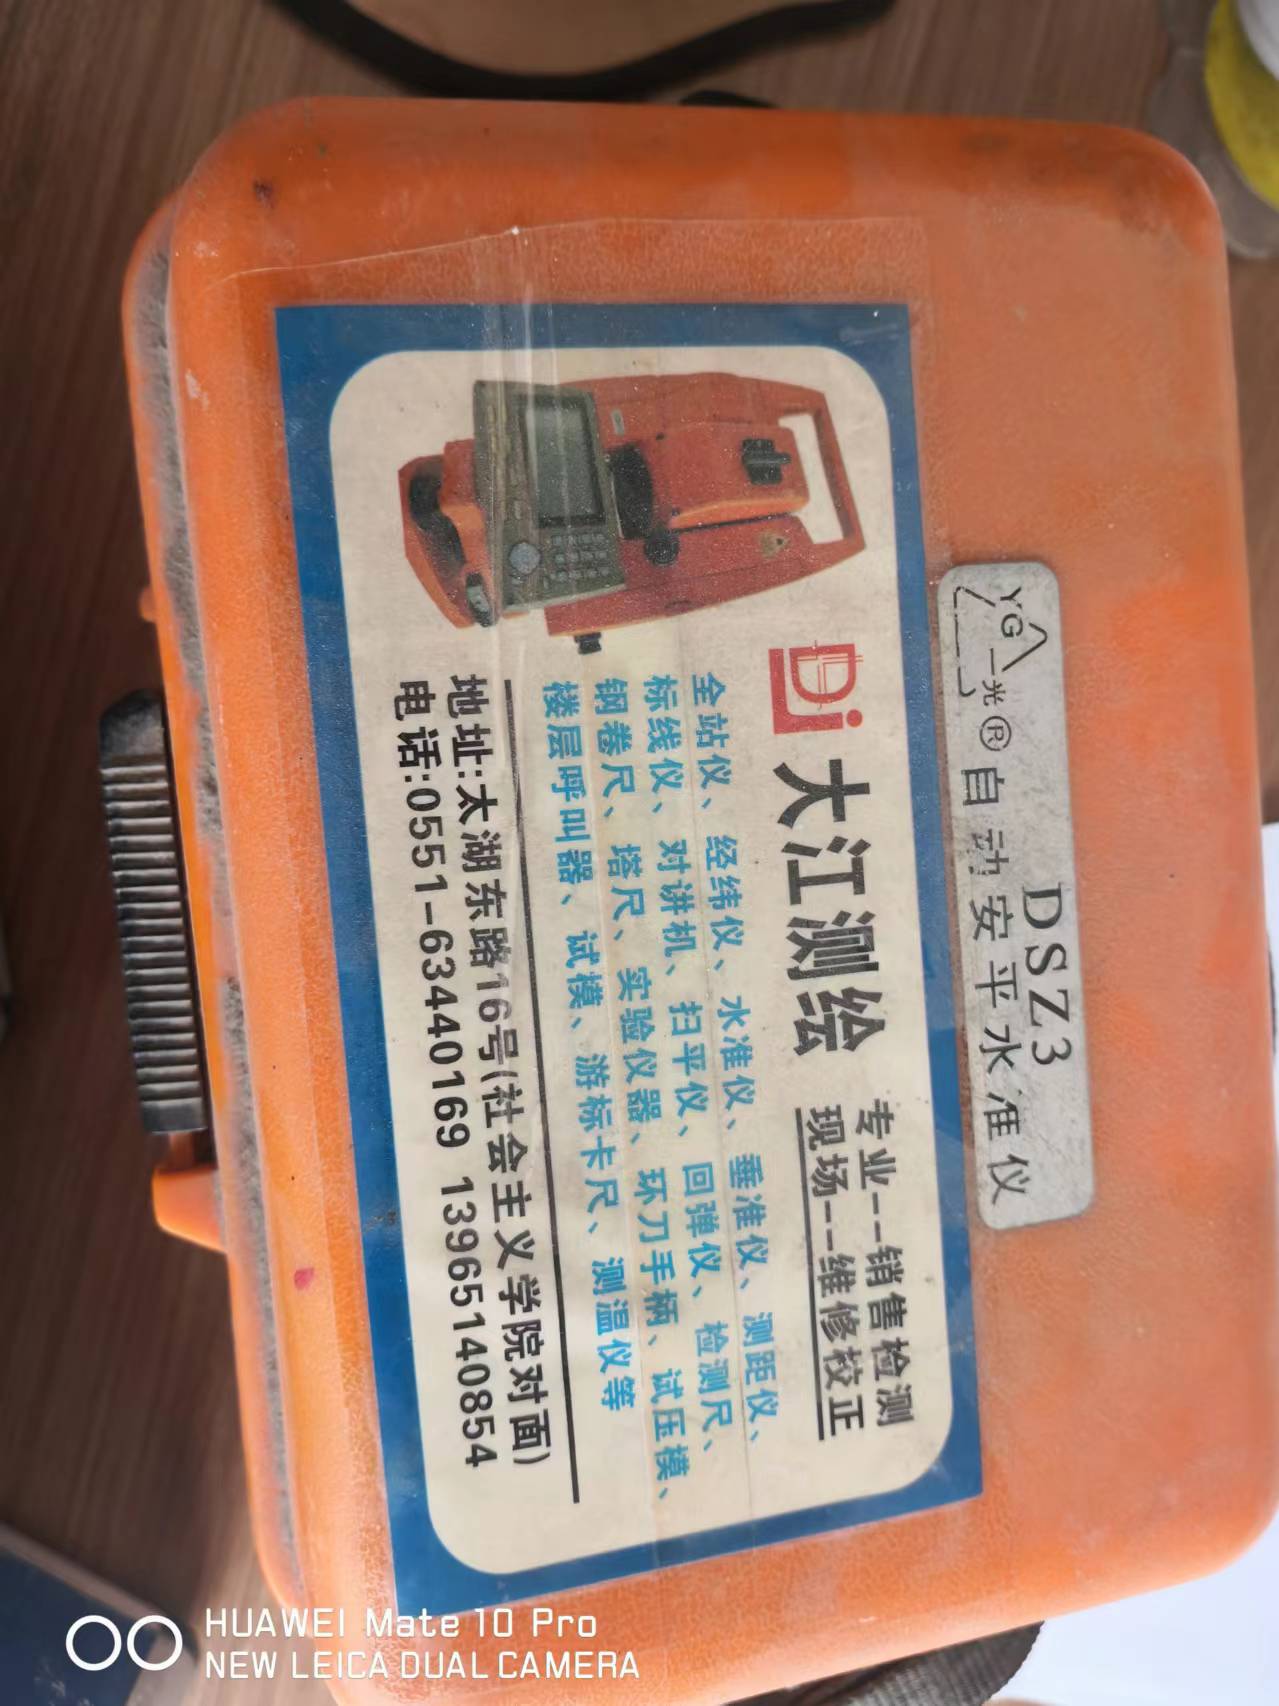 YG 一光®
DSZ3
自动安平水准仪
Dj 大江测绘
专业--销售检测
现场--维修校正
全站仪、经纬仪、水准仪、垂准仪、测距仪、
标线仪、对讲机、扫平仪、回弹仪、检测尺、
钢卷尺、塔尺、实验仪器、环刀手柄、试压模、
楼层呼叫器、试模、游标卡尺、测温仪等
地址:太湖东路16号(社会主义学院对面)
电话:0551-63440169 13965140854
HUAWEI Mate 10 Pro
NEW LEICA DUAL CAMERA